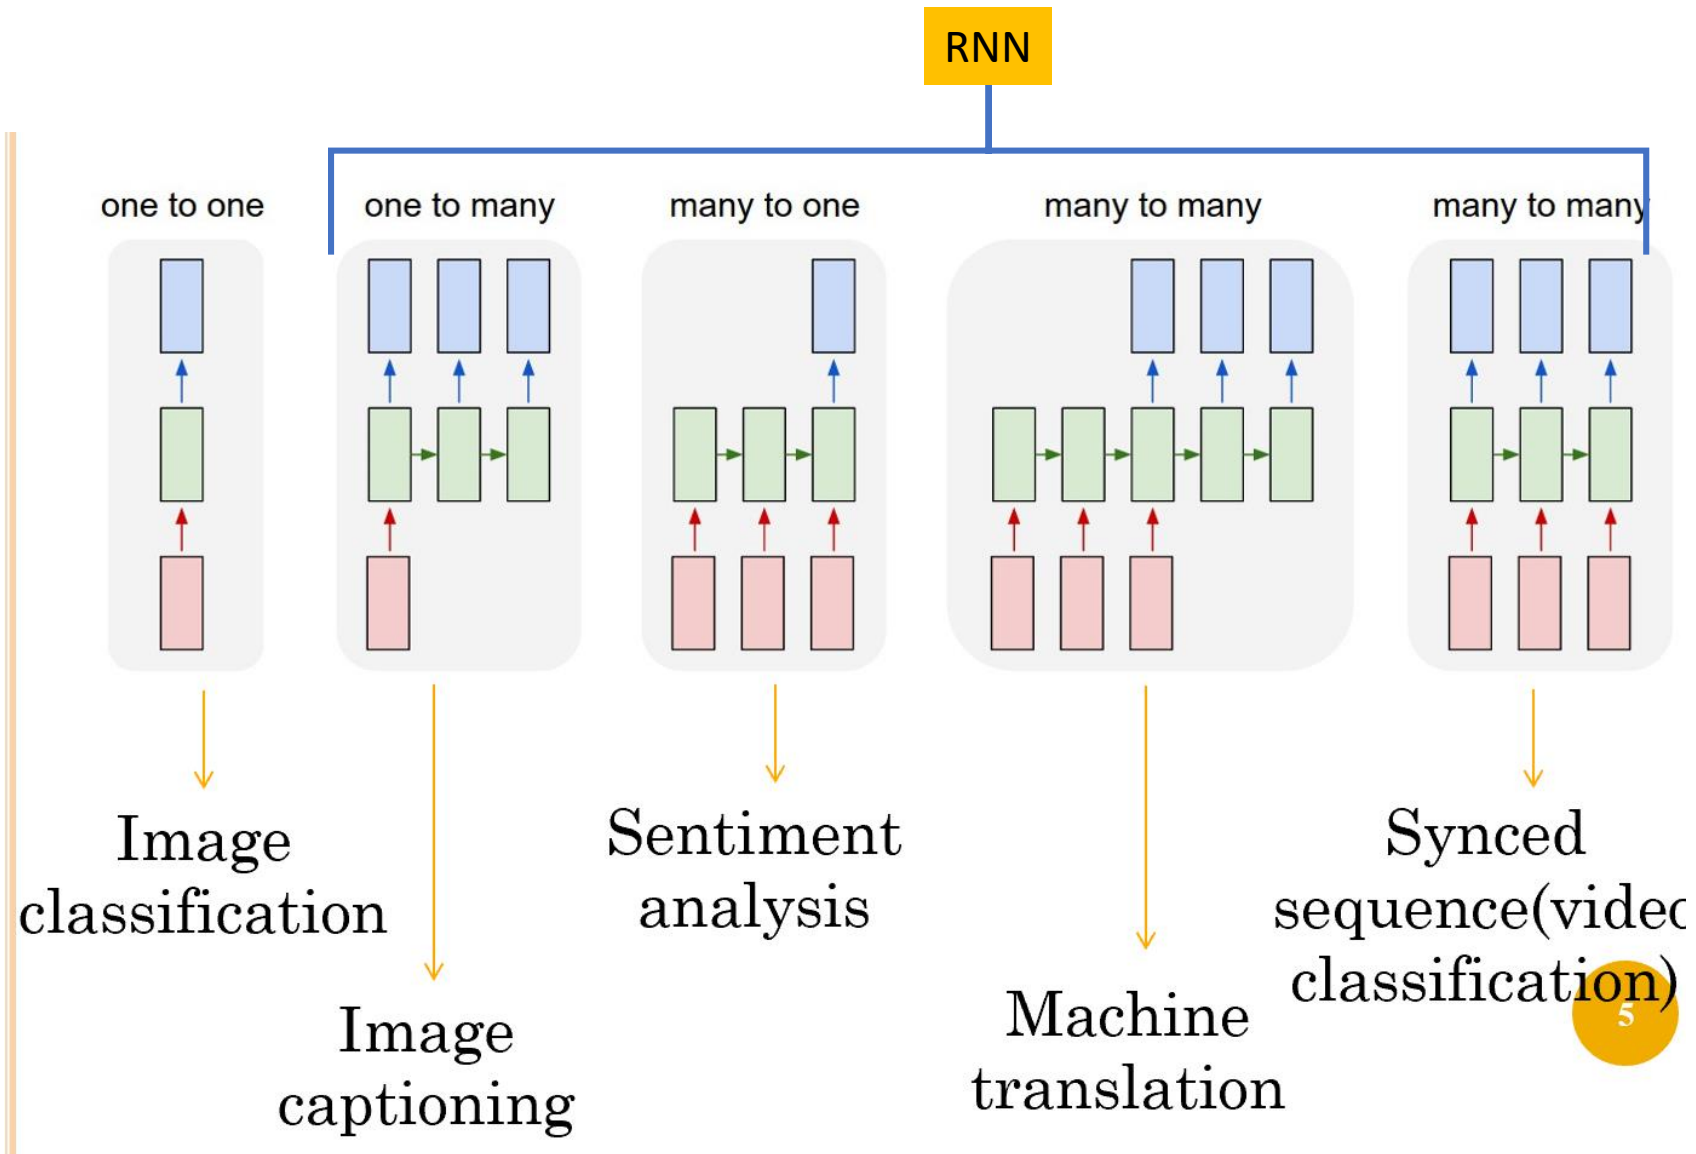 RNN
one to one
one to many
many to one
many to many
many to many
Image
classification
Image
captioning
Sentiment
analysis
Machine
translation
Synced
sequence(video
classification)
5